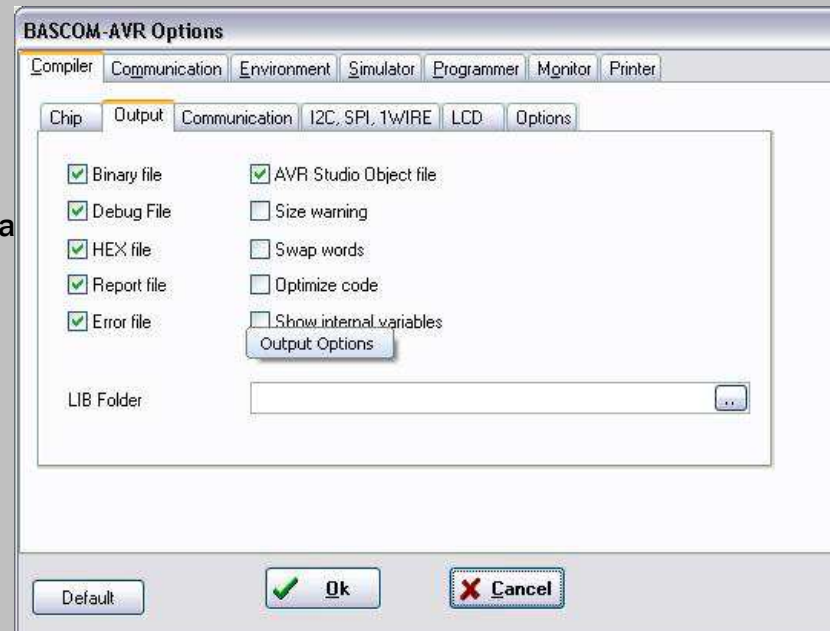 BASCOM-AVR Options
Compiler Communication Environment Simulator Programmer Monitor Printer
Chip Output Communication I2C, SPI, 1WIRE LCD Options
Binary file AVR Studio Object file
Debug File Size warning
a
HEX file Swap words
Report file Optimize code
Error file Show internal variables
Output Options
LIB Folder ..
Default Ok Cancel